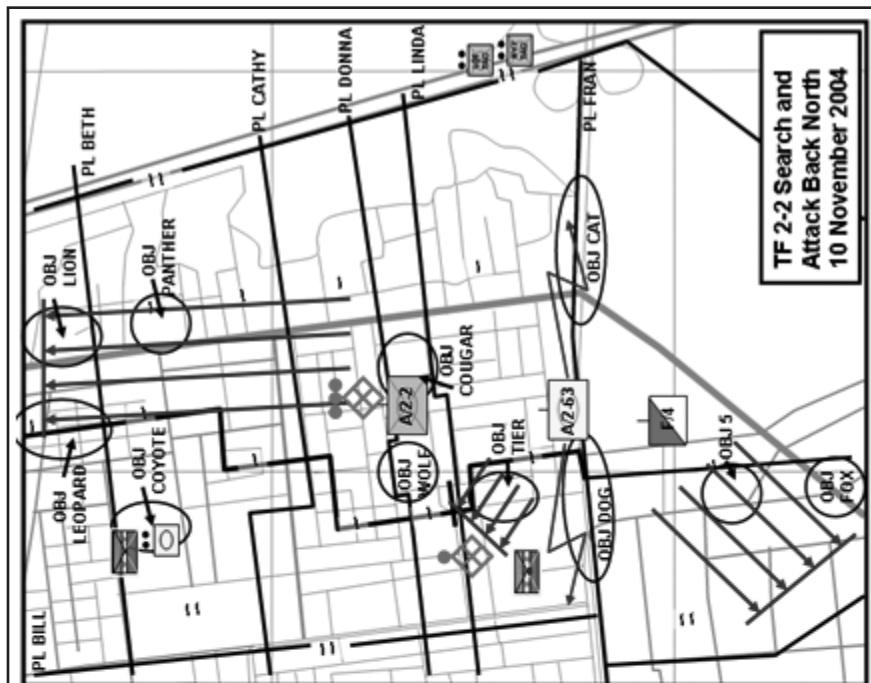 PL BETH
PL CATHY
PL DONNA
PL LINDA
PL FRAN
TF 2-2 Search and
Attack Back North
10 November 2004
OBJ
LION
OBJ
PANTHER
OBJ CAT
OBJ
COUGAR
A/2-2
A/2-63
F/4
OBJ
LEOPARD
OBJ
COYOTE
OBJ
WOLF
OBJ
TIER
OBJ 5
OBJ
FOX
OBJ DOG
PL BILL